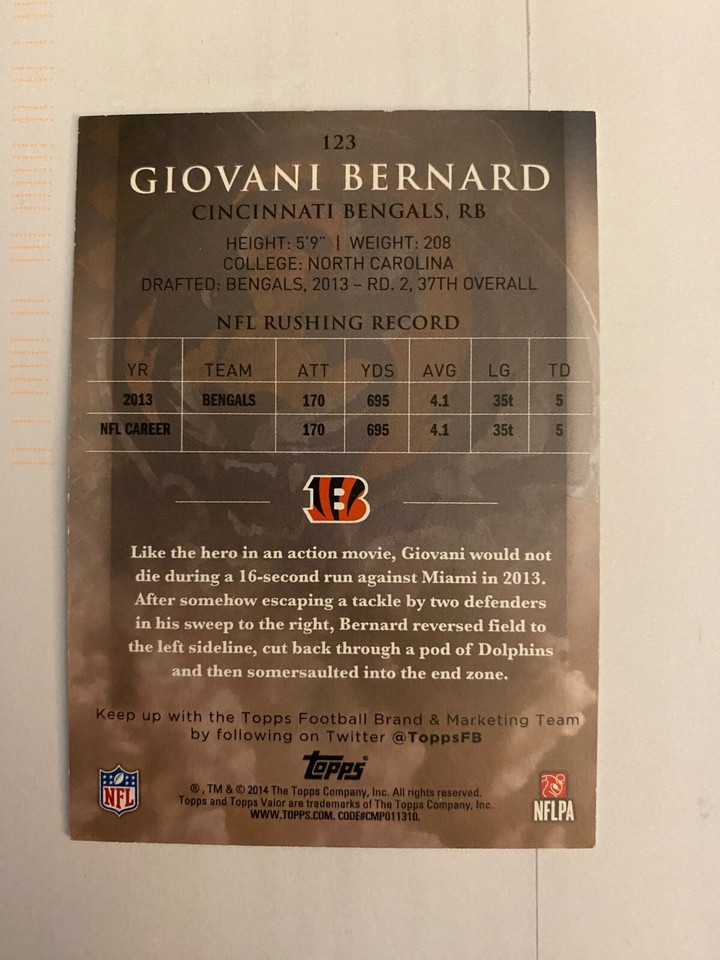 123
GIOVANI BERNARD
CINCINNATI BENGALS, RB
HEIGHT: 5'9" | WEIGHT: 208
COLLEGE: NORTH CAROLINA
DRAFTED: BENGALS, 2013 – RD. 2, 37TH OVERALL
NFL RUSHING RECORD
YR TEAM ATT YDS AVG LG TD
2013 BENGALS 170 695 4.1 35t 5
NFL CAREER 170 695 4.1 35t 5
B
Like the hero in an action movie, Giovani would not
die during a 16-second run against Miami in 2013.
After somehow escaping a tackle by two defenders
in his sweep to the right, Bernard reversed field to
the left sideline, cut back through a pod of Dolphins
and then somersaulted into the end zone.
Keep up with the Topps Football Brand & Marketing Team
by following on Twitter @ToppsFB
topps®
NFL
®, TM & © 2014 The Topps Company, Inc. All rights reserved.
Topps and Topps Valor are trademarks of The Topps Company, Inc.
WWW.TOPPS.COM. CODE#CMP011310.
NFLPA